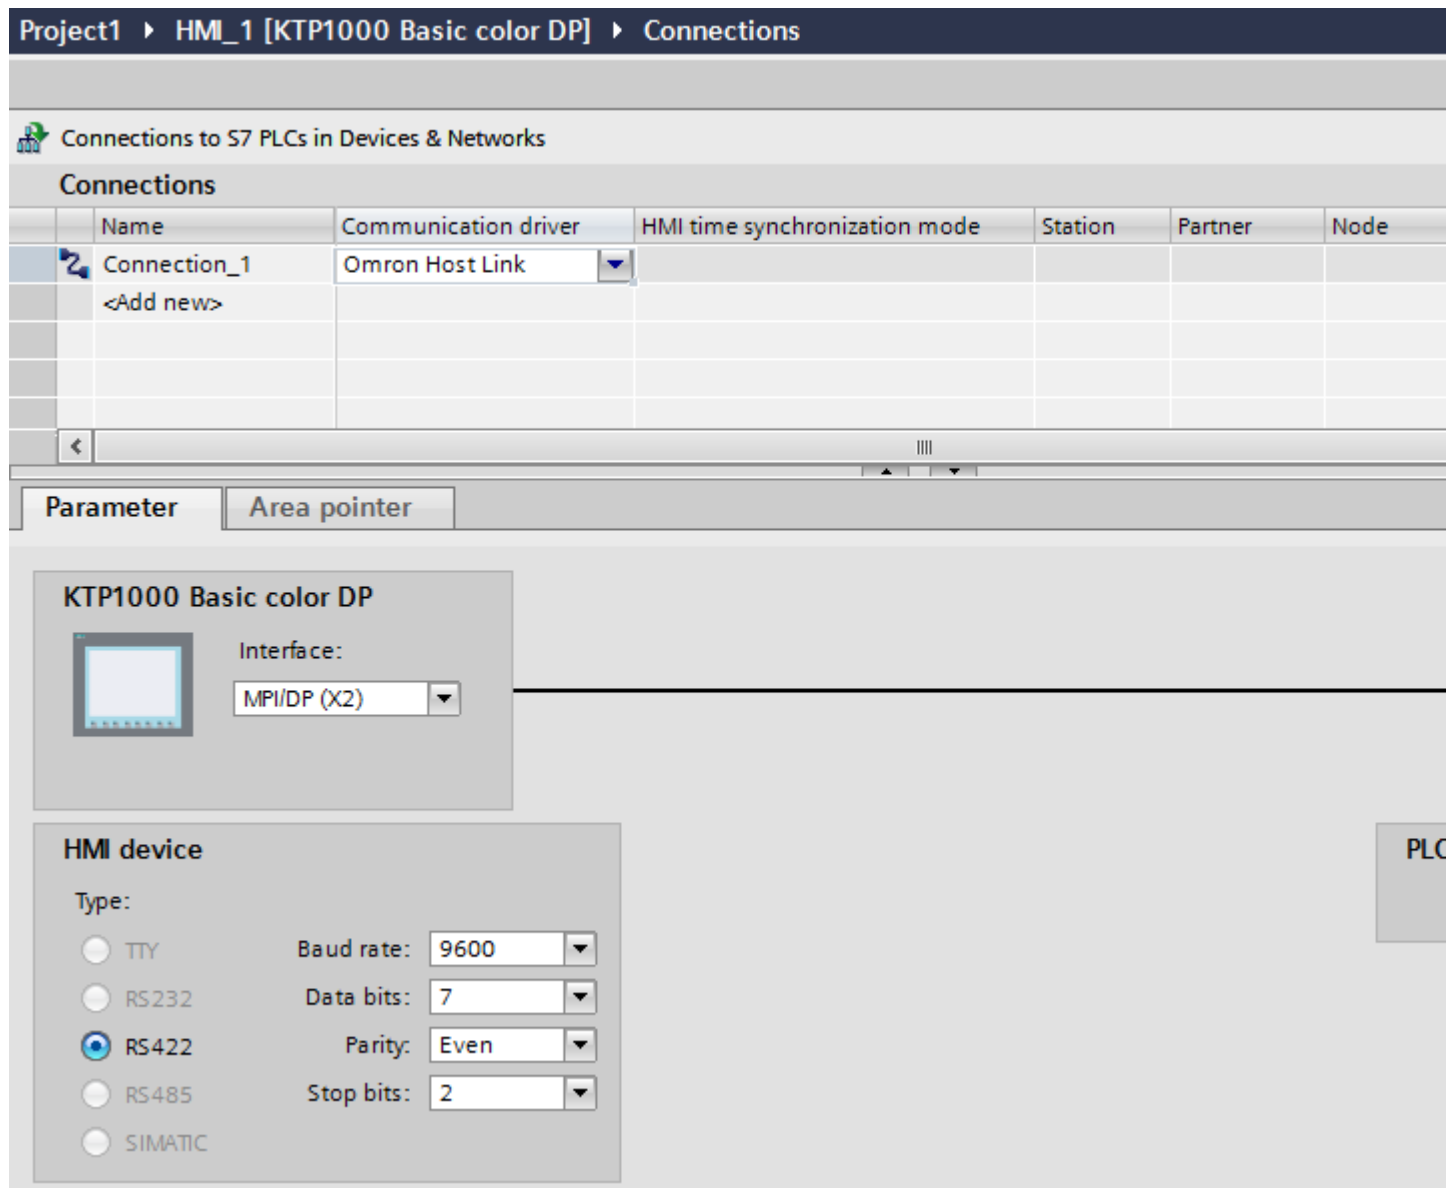 Project1 ▸ HMI_1 [KTP1000 Basic color DP] ▸ Connections
Connections to S7 PLCs in Devices & Networks
Connections
Name Communication driver HMI time synchronization mode Station Partner Node
Connection_1 Omron Host Link
<Add new>
Parameter Area pointer
KTP1000 Basic color DP
Interface:
MPI/DP (X2)
HMI device
PLC
Type:
TTY Baud rate: 9600
RS232 Data bits: 7
RS422 Parity: Even
RS485 Stop bits: 2
SIMATIC